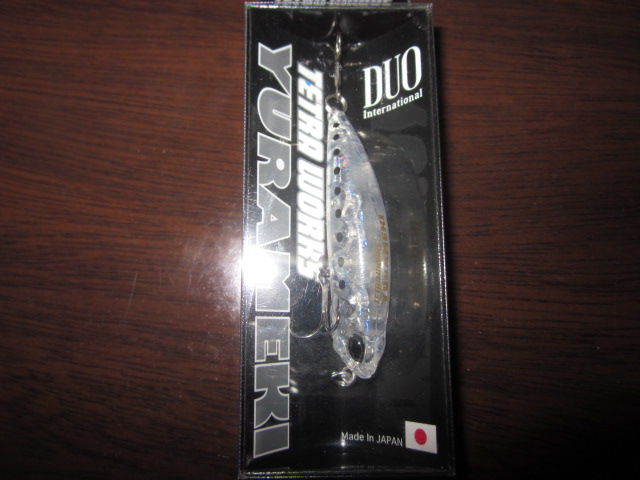 DUO
International
TETRA WORKS
YURAMEKI
Made In JAPAN